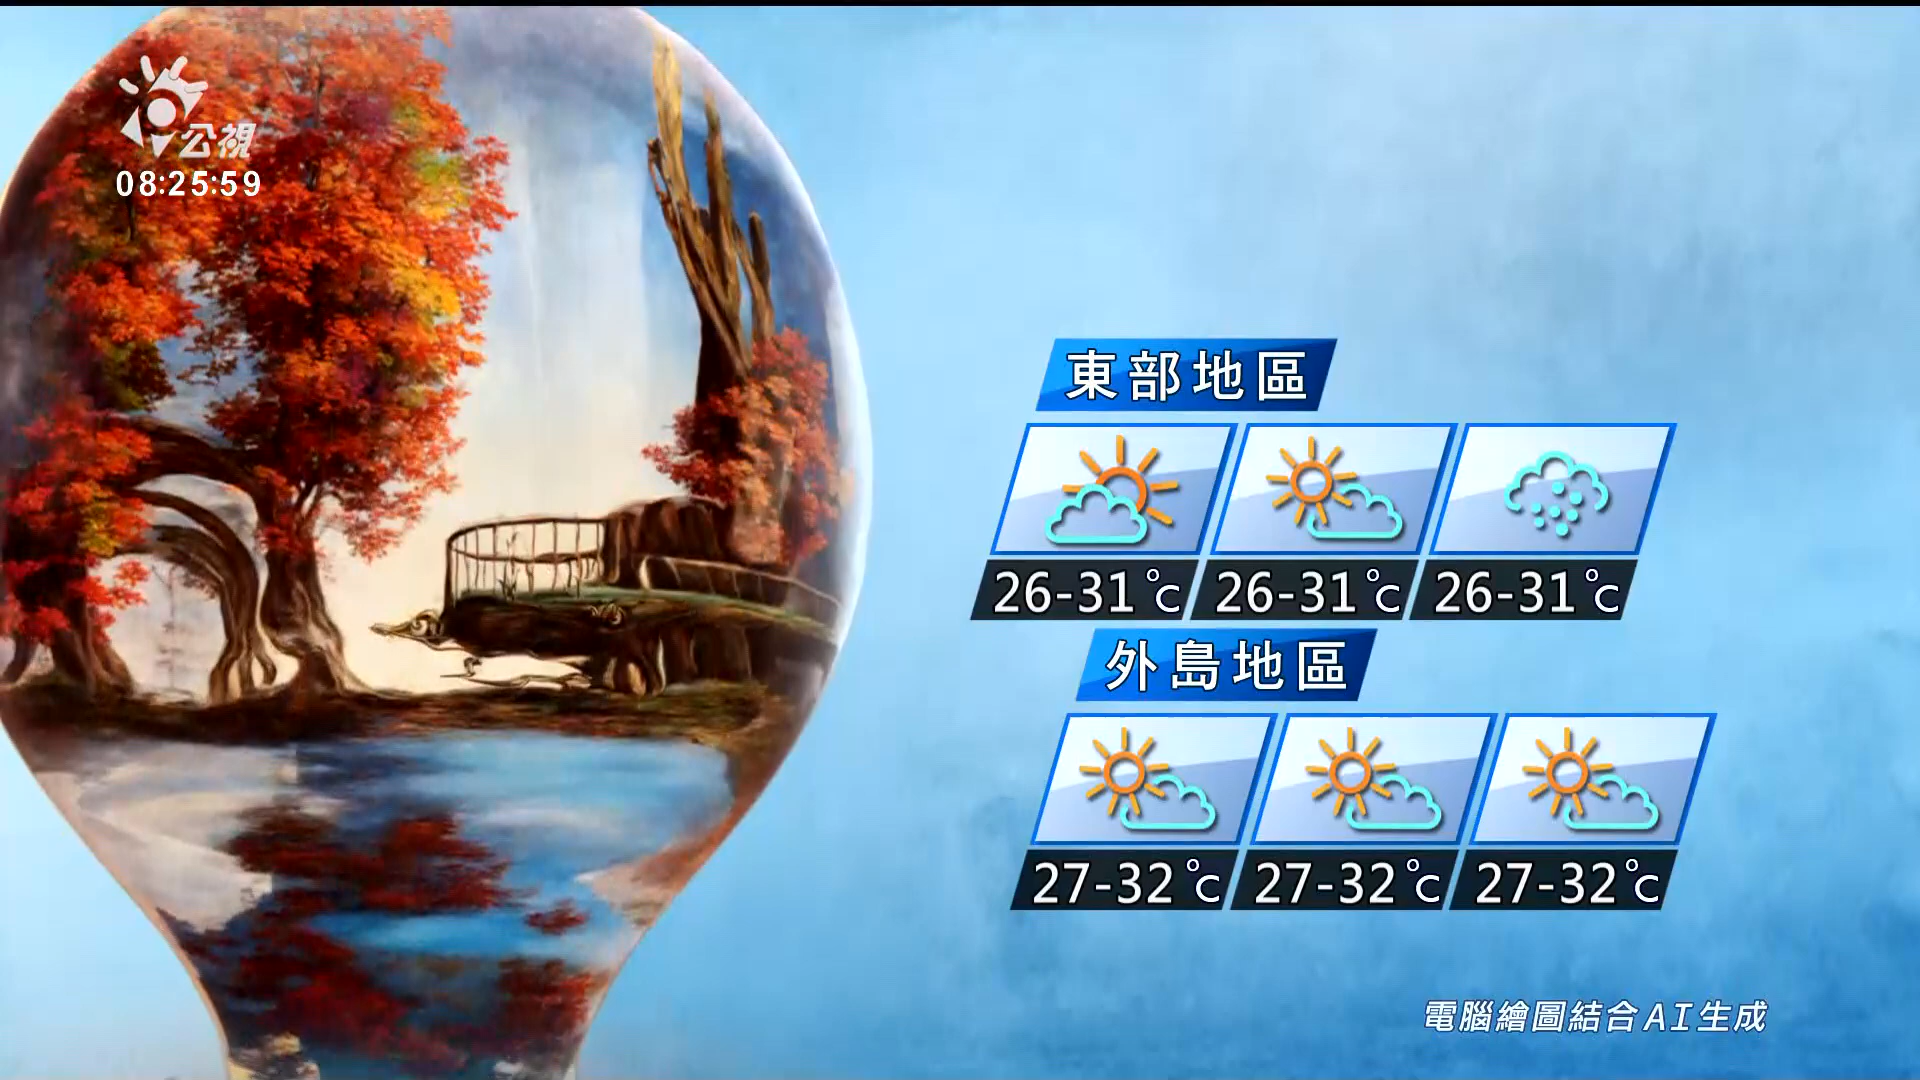 公視
08:25:59
東部地區
26-31℃ 26-31℃ 26-31℃
外島地區
27-32℃ 27-32℃ 27-32℃
電腦繪圖結合AI生成